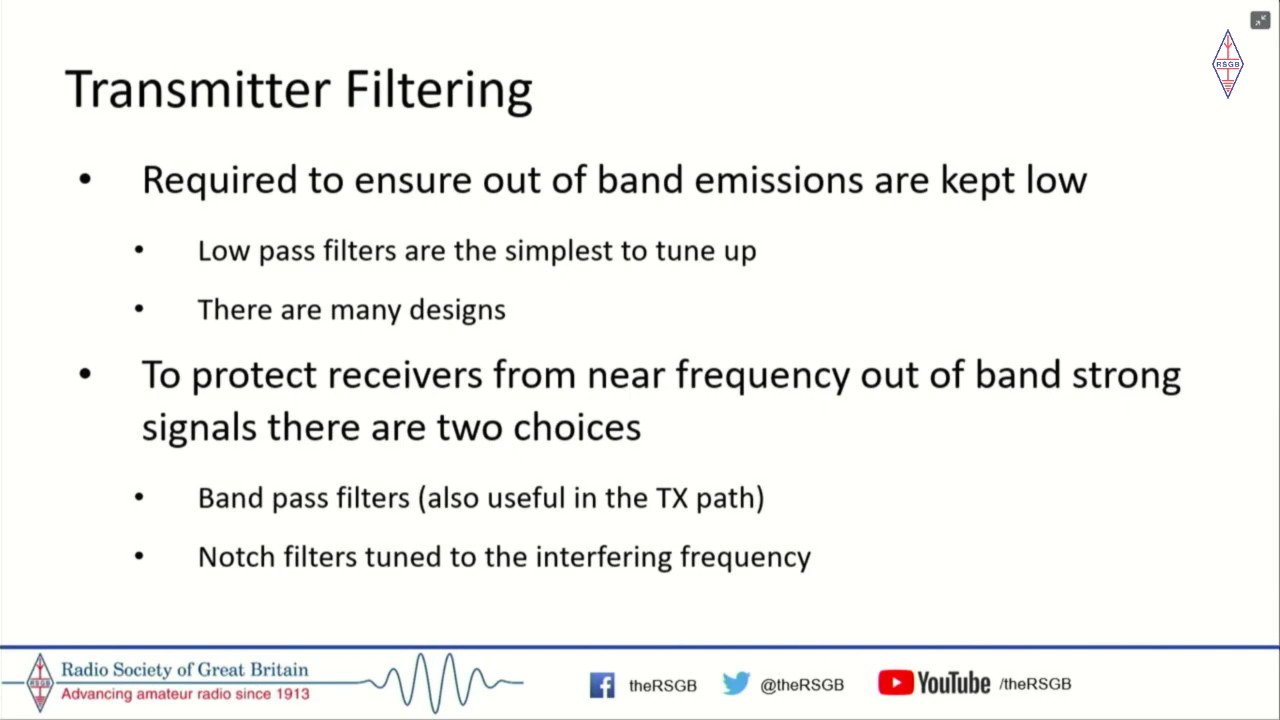 RSGB
Transmitter Filtering
• Required to ensure out of band emissions are kept low
• Low pass filters are the simplest to tune up
• There are many designs
• To protect receivers from near frequency out of band strong
signals there are two choices
• Band pass filters (also useful in the TX path)
• Notch filters tuned to the interfering frequency
RSGB
Radio Society of Great Britain
Advancing amateur radio since 1913
theRSGB
@theRSGB
YouTube /theRSGB